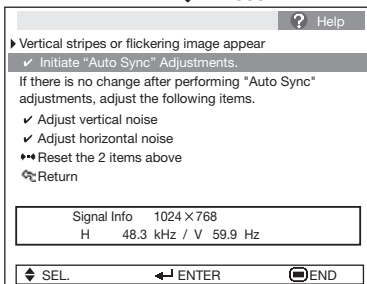 ? Help
Vertical stripes or flickering image appear
✔ Initiate “Auto Sync” Adjustments.
If there is no change after performing "Auto Sync"
adjustments, adjust the following items.
✔ Adjust vertical noise
✔ Adjust horizontal noise
Reset the 2 items above
Return
Signal Info 1024×768
H 48.3 kHz / V 59.9 Hz
SEL. ENTER END